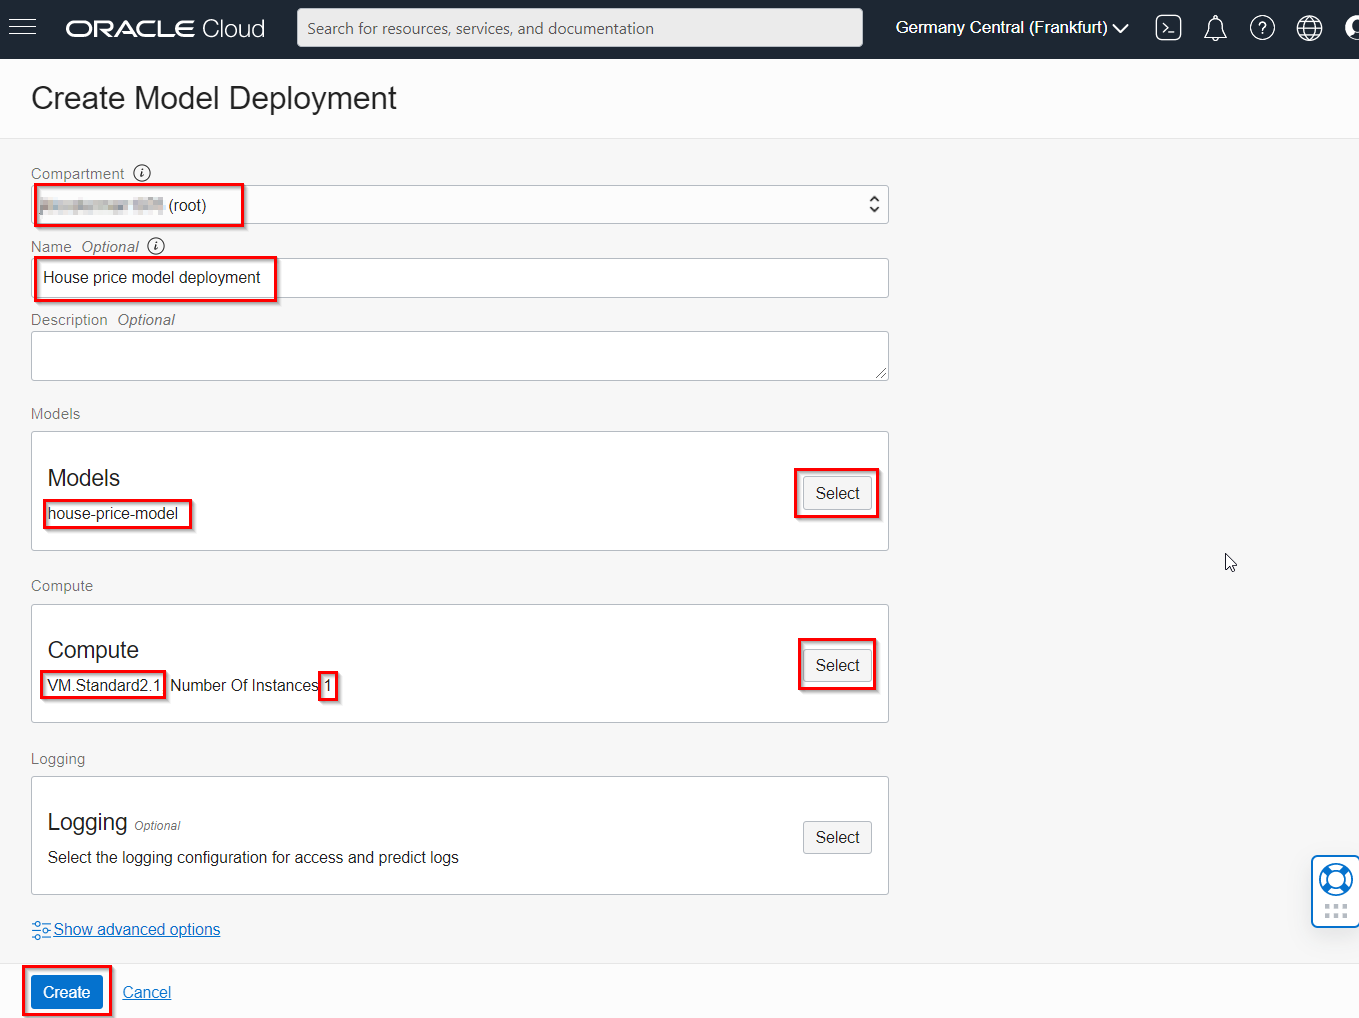 ORACLE Cloud
Search for resources, services, and documentation
Germany Central (Frankfurt)
Create Model Deployment
Compartment
(root)
Name Optional
House price model deployment
Description Optional
Models
Models
Select
house-price-model
Compute
Compute
Select
VM.Standard2.1 Number Of Instances 1
Logging
Logging Optional
Select
Select the logging configuration for access and predict logs
Show advanced options
Create Cancel